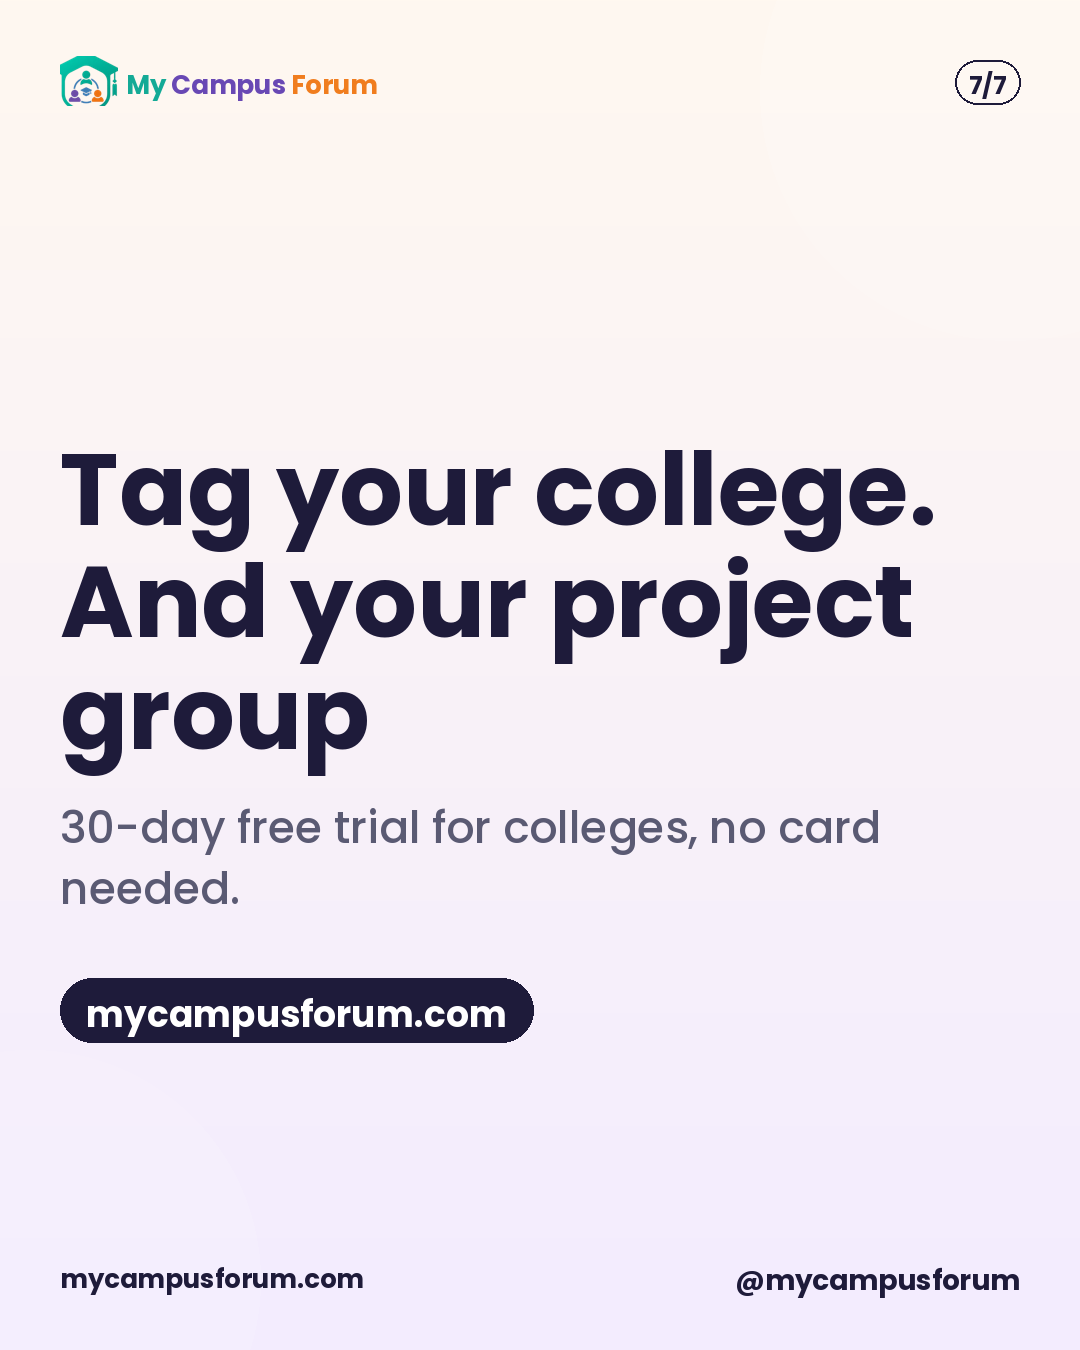 My Campus Forum
7/7
Tag your college.
And your project
group
30-day free trial for colleges, no card
needed.
mycampusforum.com
mycampusforum.com
@mycampusforum